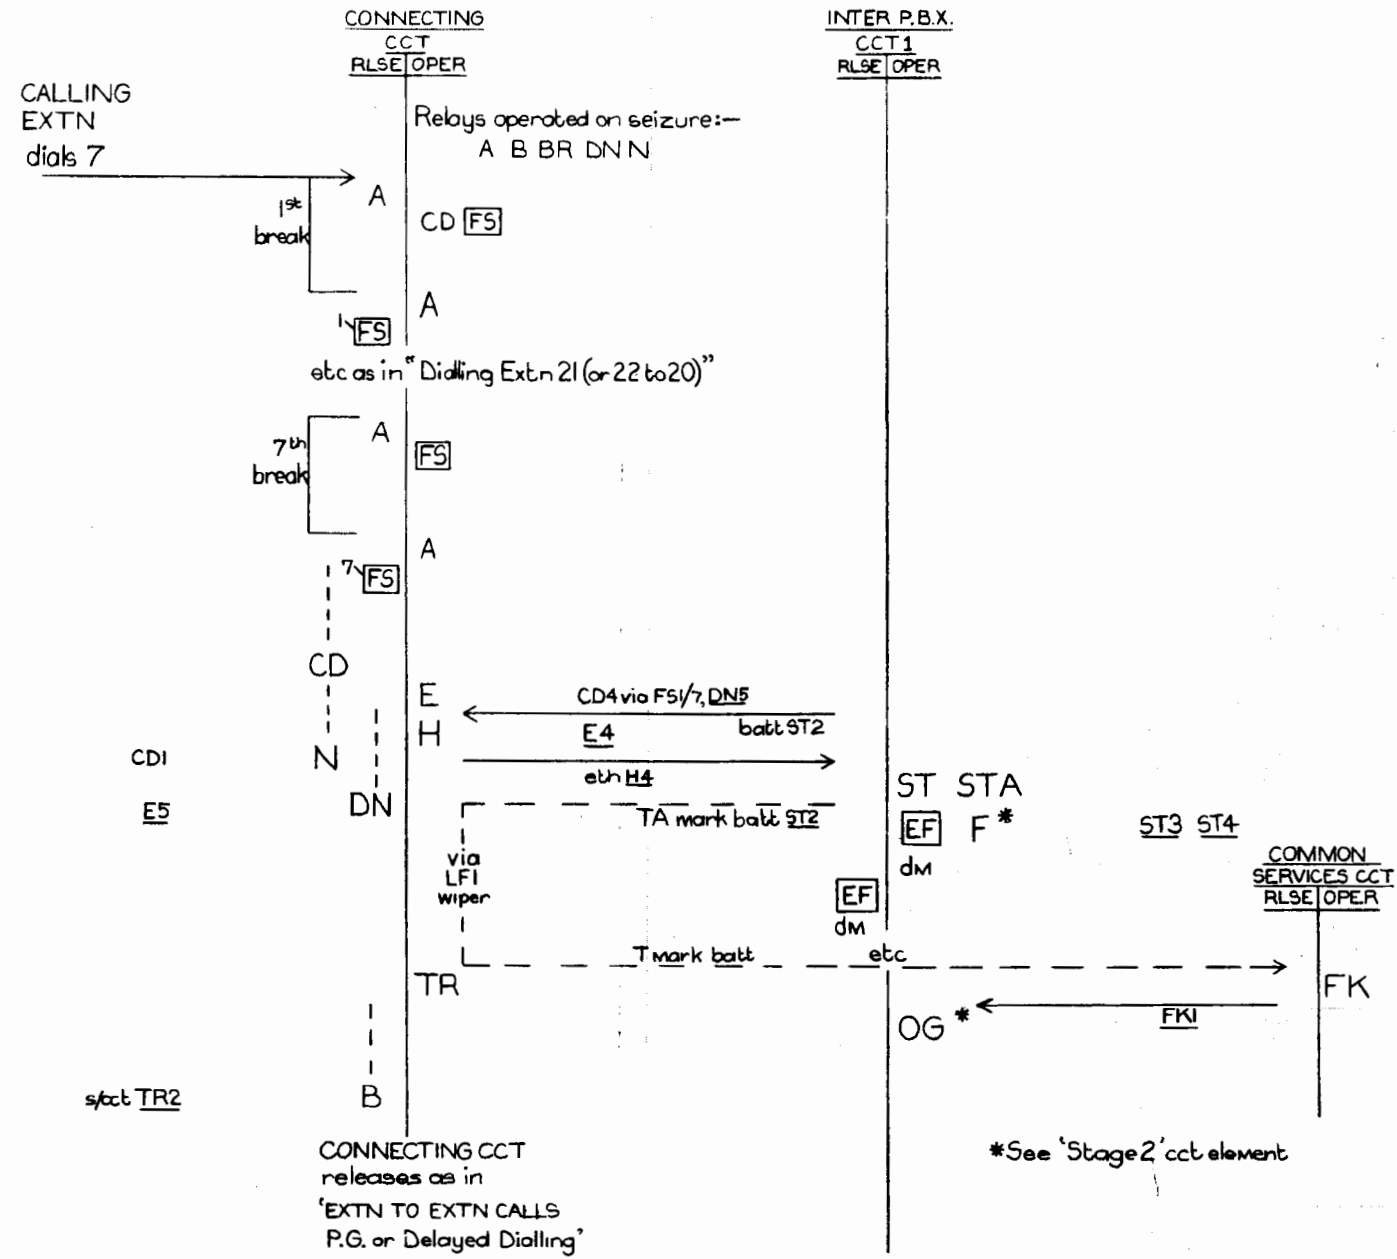 CONNECTING
CCT
RLSE OPER
INTER P.B.X.
CCT 1
RLSE OPER
CALLING
EXTN
dials 7
Relays operated on seizure:—
A B BR DN N
A
1st
break
CD FS
A
1 FS
etc as in "Dialling Extn 21 (or 22 to 20)"
A
7th
break
FS
A
7 FS
CD
E
CD4 via FS1/7, DN5
H
E4
batt ST2
CD1
N
eth H4
ST STA
E5
DN
TA mark batt ST2
EF F*
ST3 ST4
dM
via
LF1
wiper
EF
dM
COMMON
SERVICES CCT
RLSE OPER
T mark batt
etc
TR
FK
OG *
FK1
s/cct TR2
B
CONNECTING CCT
releases as in
'EXTN TO EXTN CALLS
P.G. or Delayed Dialling'
*See 'Stage 2' cct element